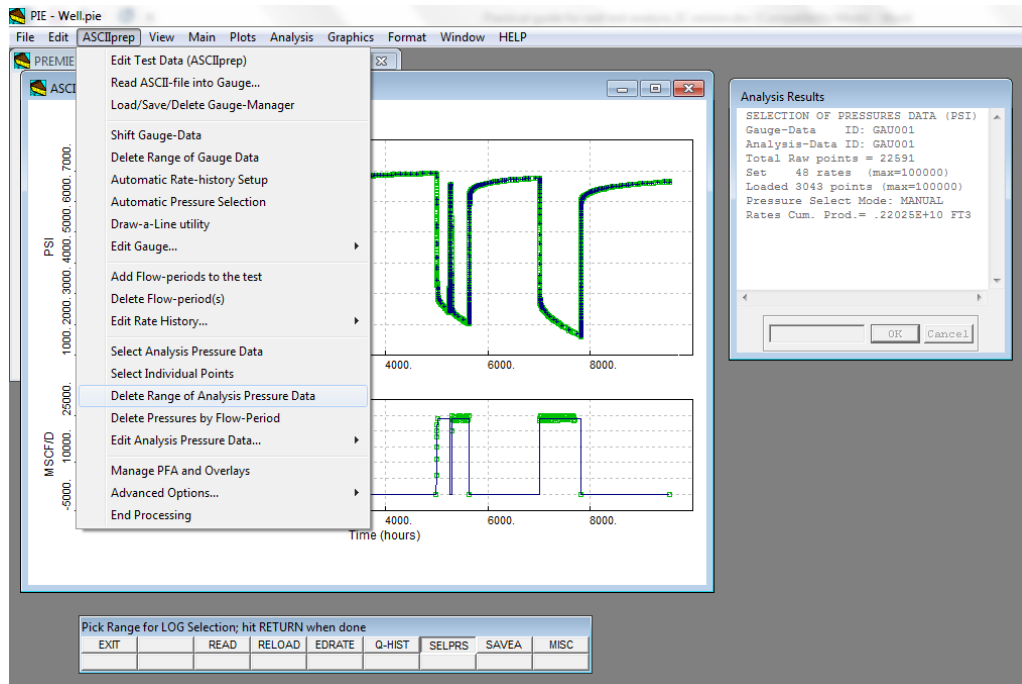 PIE - Well.pie
File Edit ASCIIprep View Main Plots Analysis Graphics Format Window HELP
PREMIE
ASCI
Edit Test Data (ASCIIprep)
Read ASCII-file into Gauge...
Load/Save/Delete Gauge-Manager
Shift Gauge-Data
Delete Range of Gauge Data
Automatic Rate-history Setup
Automatic Pressure Selection
Draw-a-Line utility
Edit Gauge...
Add Flow-periods to the test
Delete Flow-period(s)
Edit Rate History...
Select Analysis Pressure Data
Select Individual Points
Delete Range of Analysis Pressure Data
Delete Pressures by Flow-Period
Edit Analysis Pressure Data...
Manage PFA and Overlays
Advanced Options...
End Processing
PSI
1000. 2000. 3000. 4000. 5000. 6000. 7000.
4000. 6000. 8000.
MSCF/D
-5000. 10000. 25000.
4000. 6000. 8000.
Time (hours)
Analysis Results
SELECTION OF PRESSURES DATA (PSI)
Gauge-Data ID: GAU001
Analysis-Data ID: GAU001
Total Raw points = 22591
Set 48 rates (max=100000)
Loaded 3043 points (max=100000)
Pressure Select Mode: MANUAL
Rates Cum. Prod.= .22025E+10 FT3
OK Cancel
Pick Range for LOG Selection; hit RETURN when done
EXIT READ RELOAD EDRATE Q-HIST SELPRS SAVEA MISC